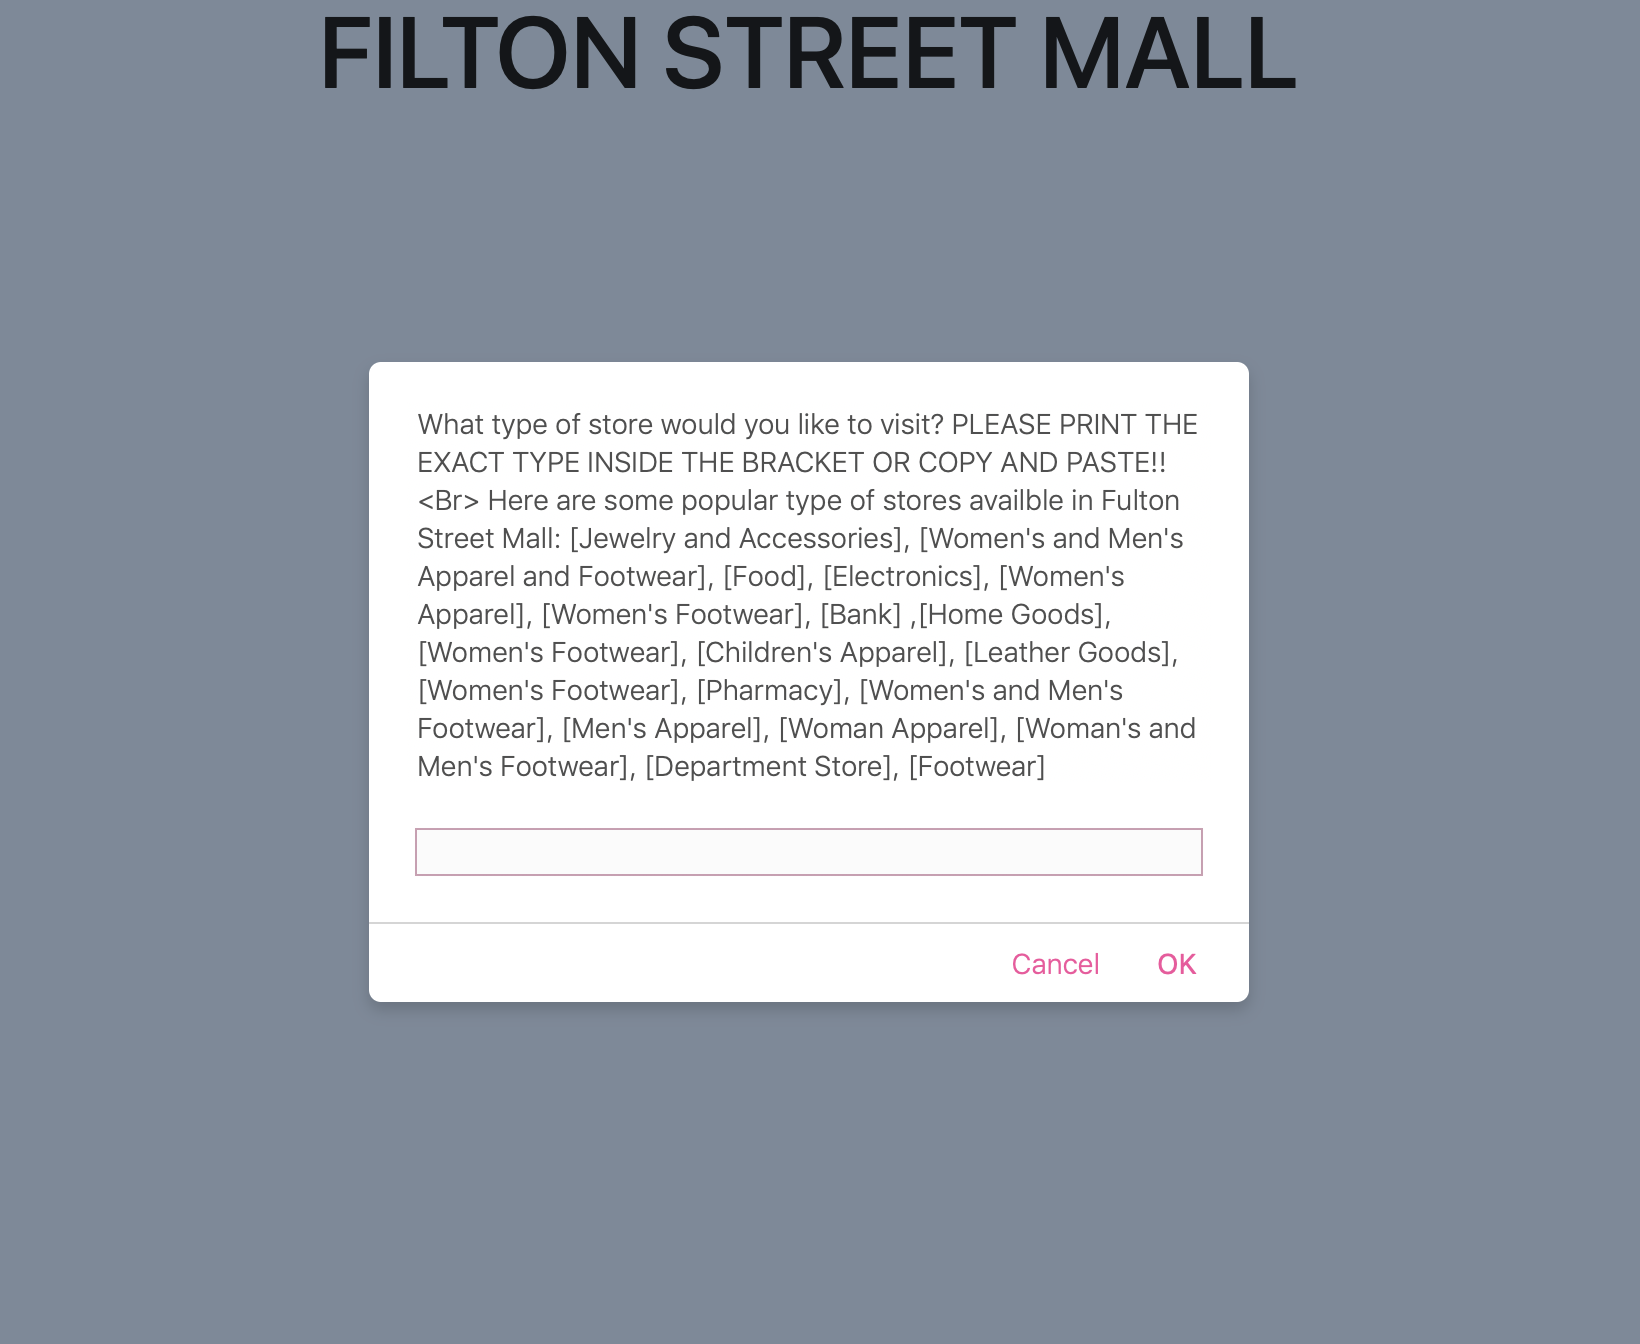 FILTON STREET MALL
What type of store would you like to visit? PLEASE PRINT THE
EXACT TYPE INSIDE THE BRACKET OR COPY AND PASTE!!
<Br> Here are some popular type of stores availble in Fulton
Street Mall: [Jewelry and Accessories], [Women's and Men's
Apparel and Footwear], [Food], [Electronics], [Women's
Apparel], [Women's Footwear], [Bank] ,[Home Goods],
[Women's Footwear], [Children's Apparel], [Leather Goods],
[Women's Footwear], [Pharmacy], [Women's and Men's
Footwear], [Men's Apparel], [Woman Apparel], [Woman's and
Men's Footwear], [Department Store], [Footwear]
Cancel OK